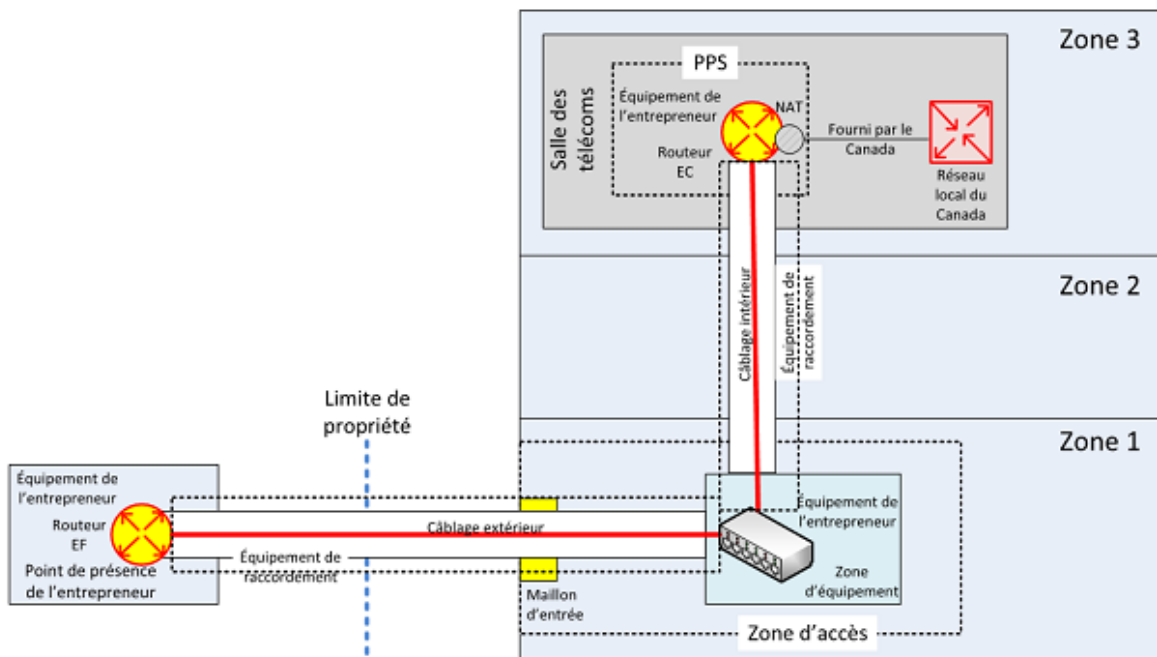 Zone 3
PPS
Salle des
télécoms
Équipement de
l'entrepreneur
NAT
Routeur
EC
Fourni par le
Canada
Réseau
local du
Canada
Zone 2
Câblage intérieur
Équipement de
raccordement
Limite de
propriété
Zone 1
Équipement de
l'entrepreneur
Routeur
EF
Point de présence
de l'entrepreneur
Câblage extérieur
Équipement de
raccordement
Maillon
d'entrée
Équipement de
l'entrepreneur
Zone
d'équipement
Zone d'accès